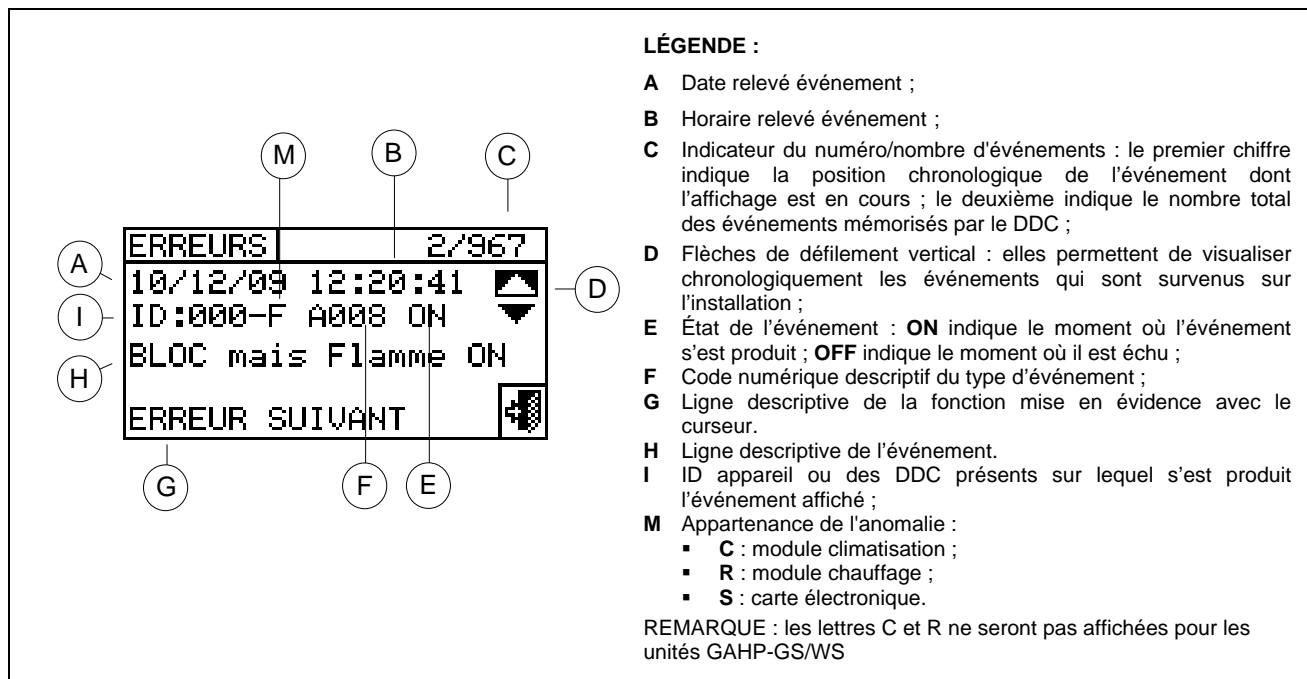 M
B
C
A
I
H
D
G
F
E
ERREURS 2/967
10/12/09 12:20:41
ID:000-F A008 ON
BLOC mais Flamme ON
ERREUR SUIVANT
LÉGENDE :
A Date relevé événement ;
B Horaire relevé événement ;
C Indicateur du numéro/nombre d'événements : le premier chiffre
indique la position chronologique de l'événement dont
l'affichage est en cours ; le deuxième indique le nombre total
des événements mémorisés par le DDC ;
D Flèches de défilement vertical : elles permettent de visualiser
chronologiquement les événements qui sont survenus sur
l'installation ;
E État de l'événement : ON indique le moment où l'événement
s'est produit ; OFF indique le moment où il est échu ;
F Code numérique descriptif du type d'événement ;
G Ligne descriptive de la fonction mise en évidence avec le
curseur.
H Ligne descriptive de l'événement.
I ID appareil ou des DDC présents sur lequel s'est produit
l'événement affiché ;
M Appartenance de l'anomalie :
▪ C : module climatisation ;
▪ R : module chauffage ;
▪ S : carte électronique.
REMARQUE : les lettres C et R ne seront pas affichées pour les
unités GAHP-GS/WS